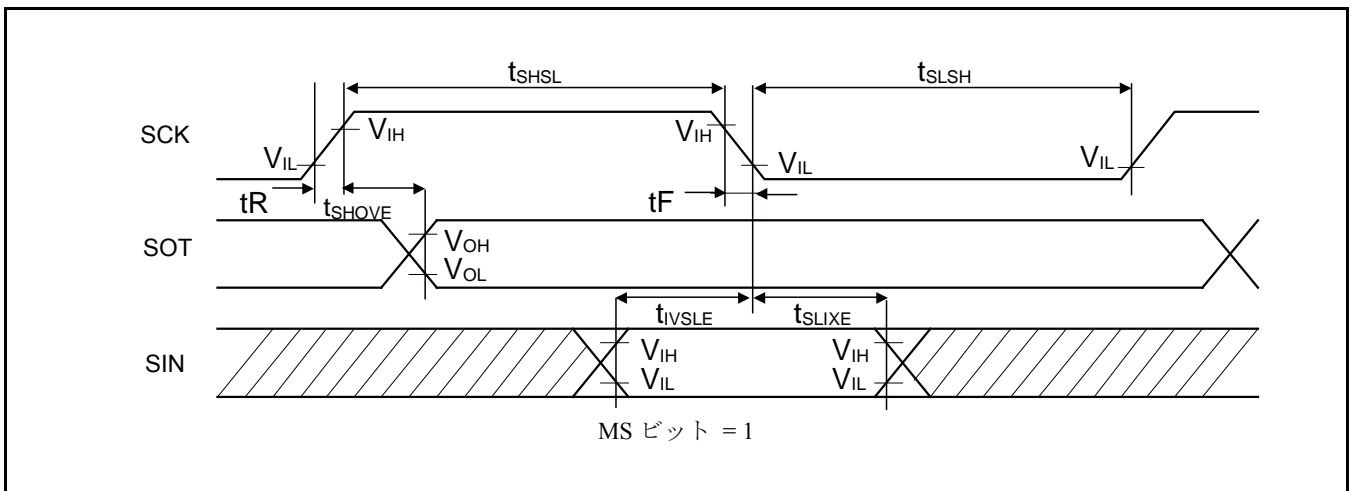 tSHSL tSLSH
SCK VIH VIH
VIL VIL VIL
tR tSHOVE tF
SOT VOH
VOL
tIVSLE tSLIXE
SIN VIH VIH
VIL VIL
MS ビット = 1